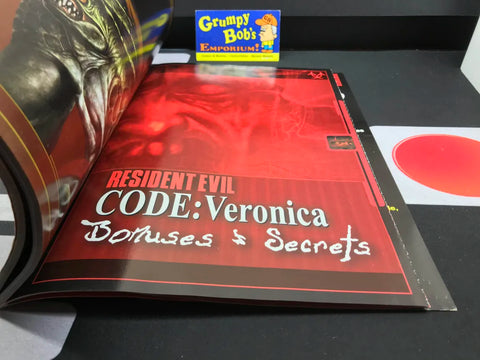 Grumpy
Bob's
EMPORIUM!
RESIDENT EVIL
CODE: Veronica
Bonuses & Secrets